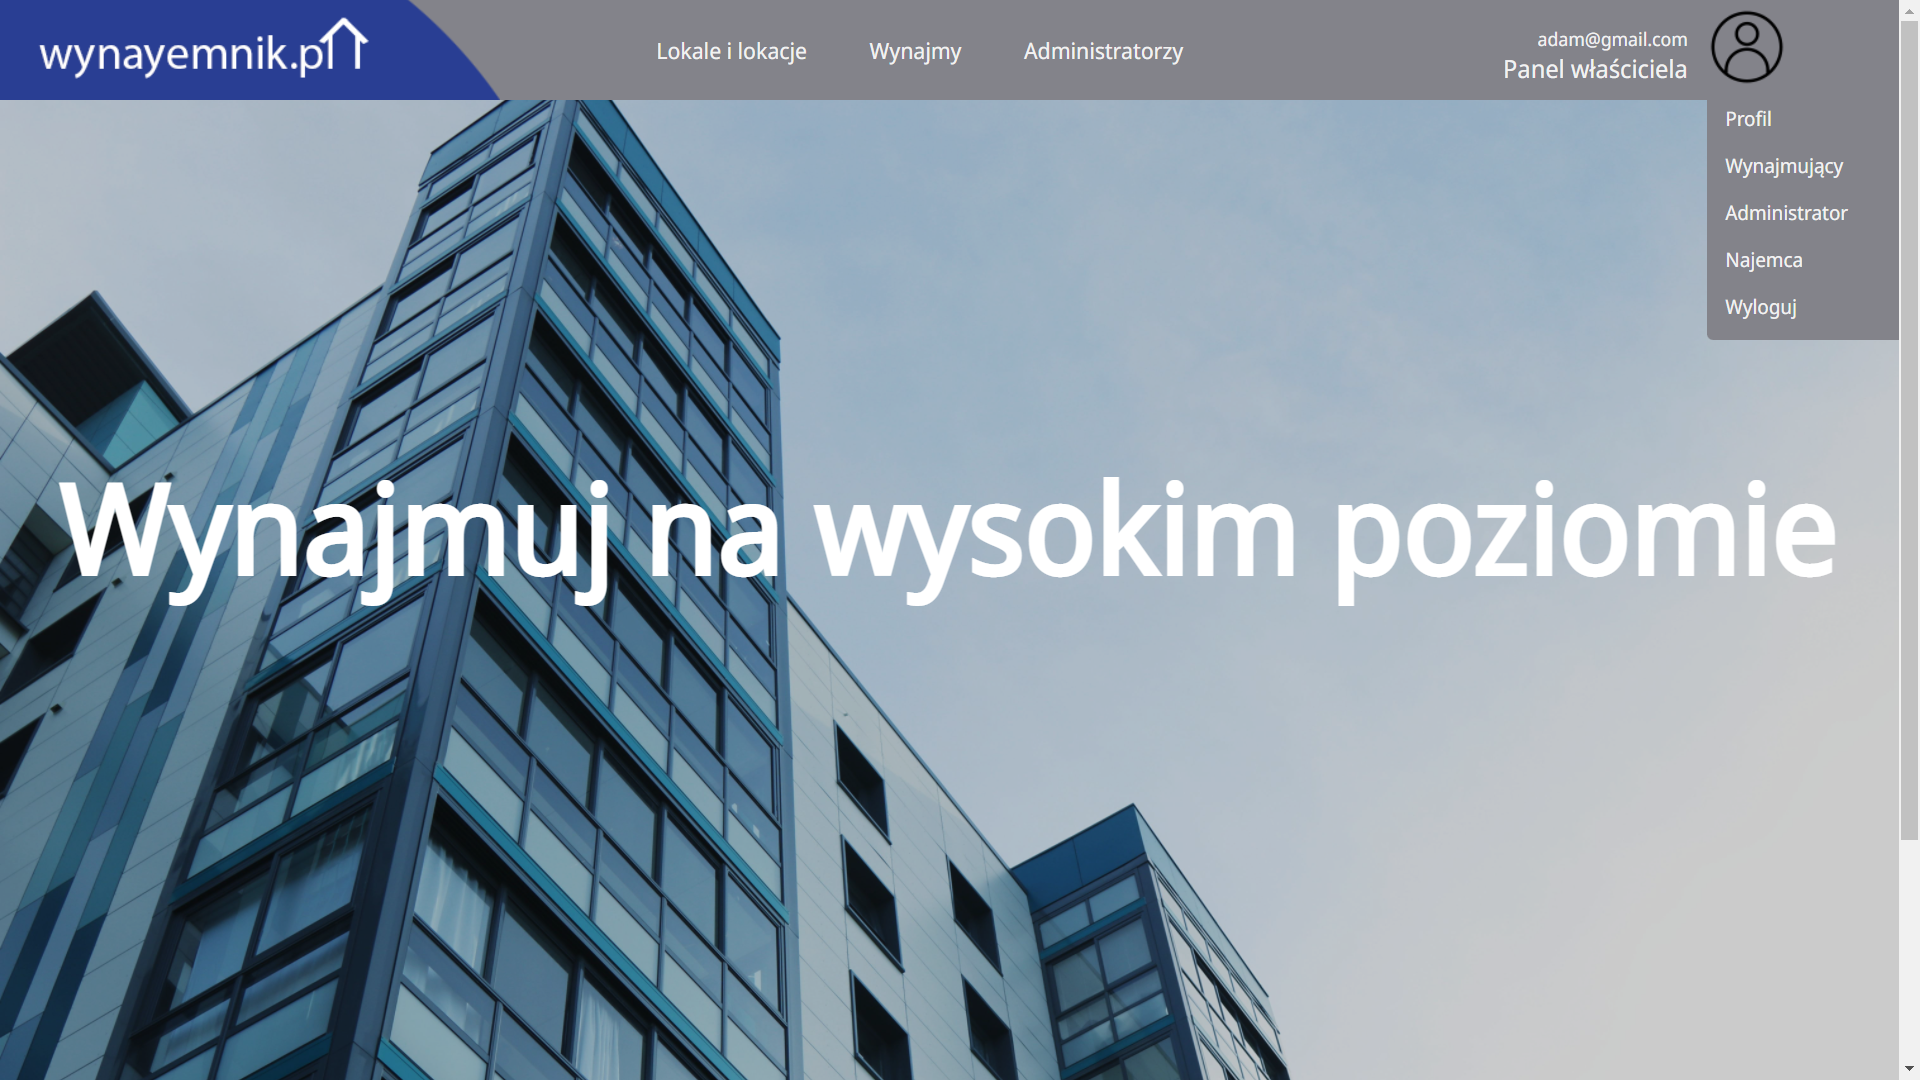 wynayemnik.pl
Lokale i lokacje
Wynajmy
Administratorzy
adam@gmail.com
Panel właściciela
Profil
Wynajmujący
Administrator
Najemca
Wyloguj
Wynajmuj na wysokim poziomie